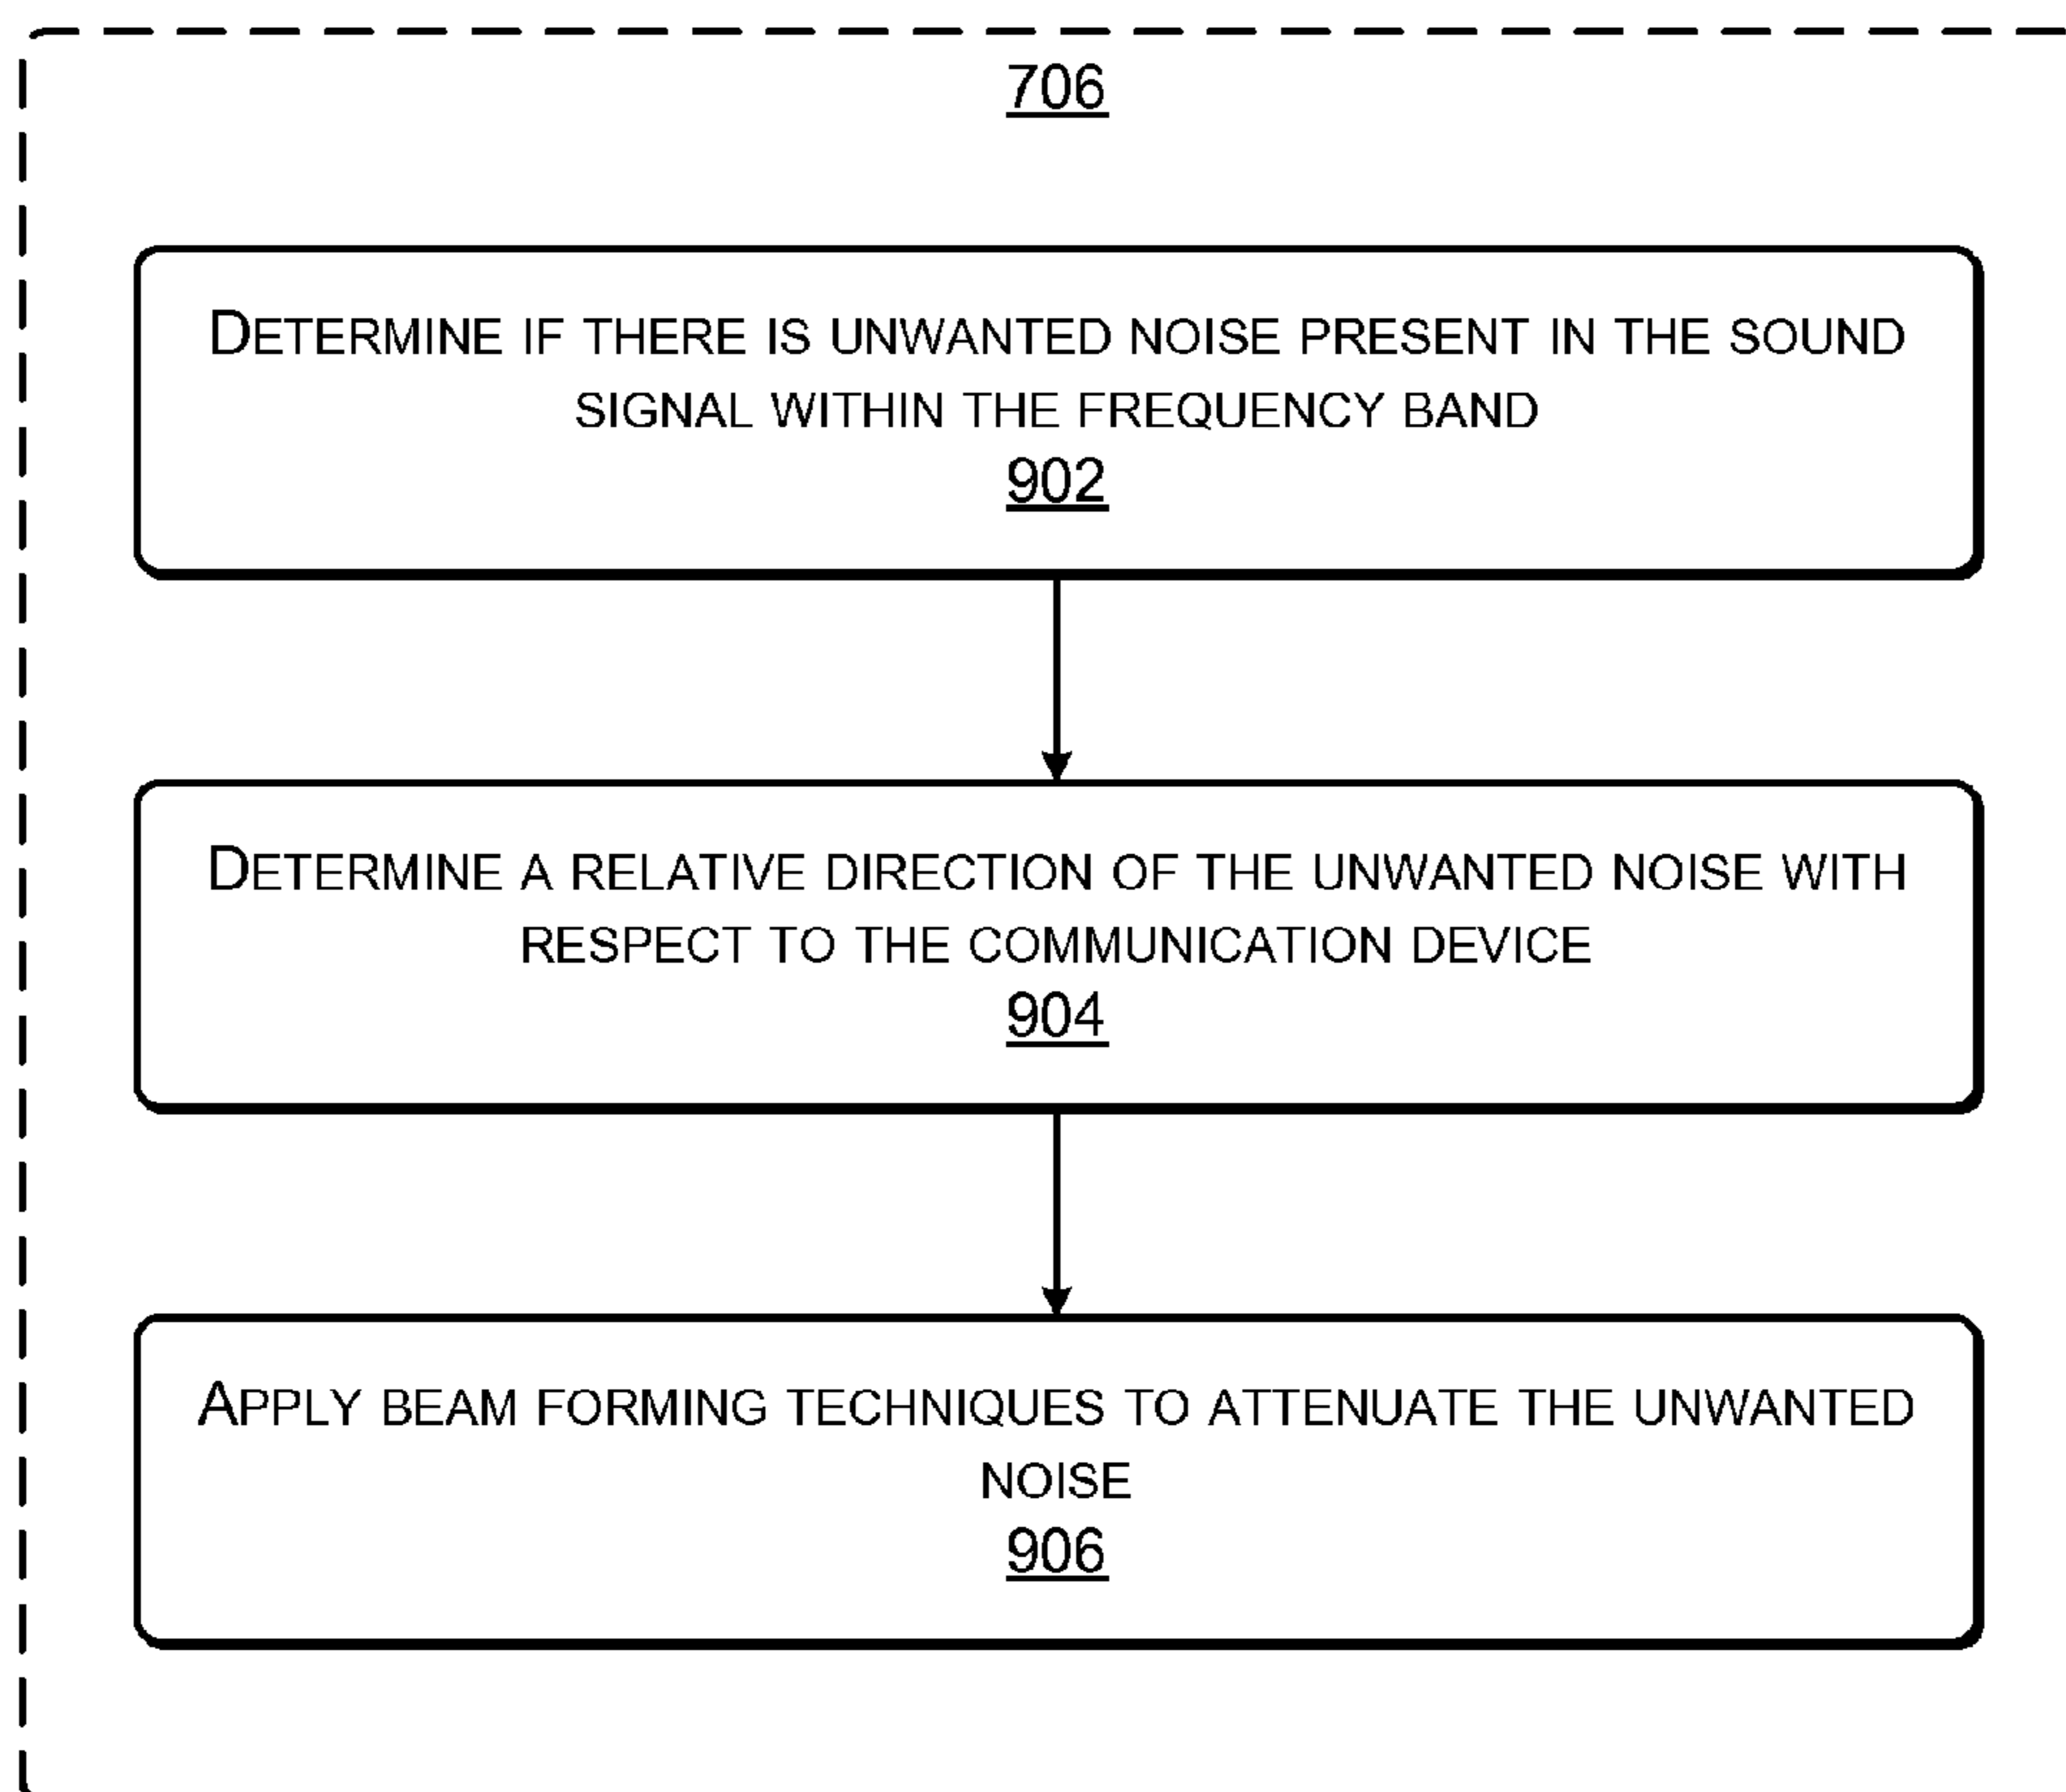 706
DETERMINE IF THERE IS UNWANTED NOISE PRESENT IN THE SOUND
SIGNAL WITHIN THE FREQUENCY BAND
902
DETERMINE A RELATIVE DIRECTION OF THE UNWANTED NOISE WITH
RESPECT TO THE COMMUNICATION DEVICE
904
APPLY BEAM FORMING TECHNIQUES TO ATTENUATE THE UNWANTED
NOISE
906